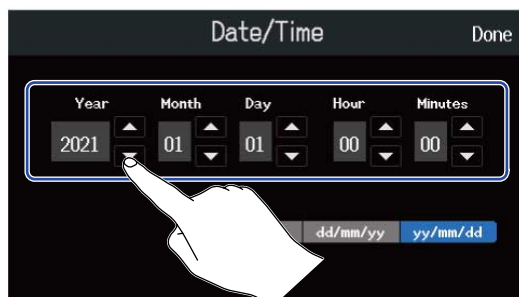 Date/Time Done
Year Month Day Hour Minutes
2021 01 01 00 00
dd/mm/yy yy/mm/dd